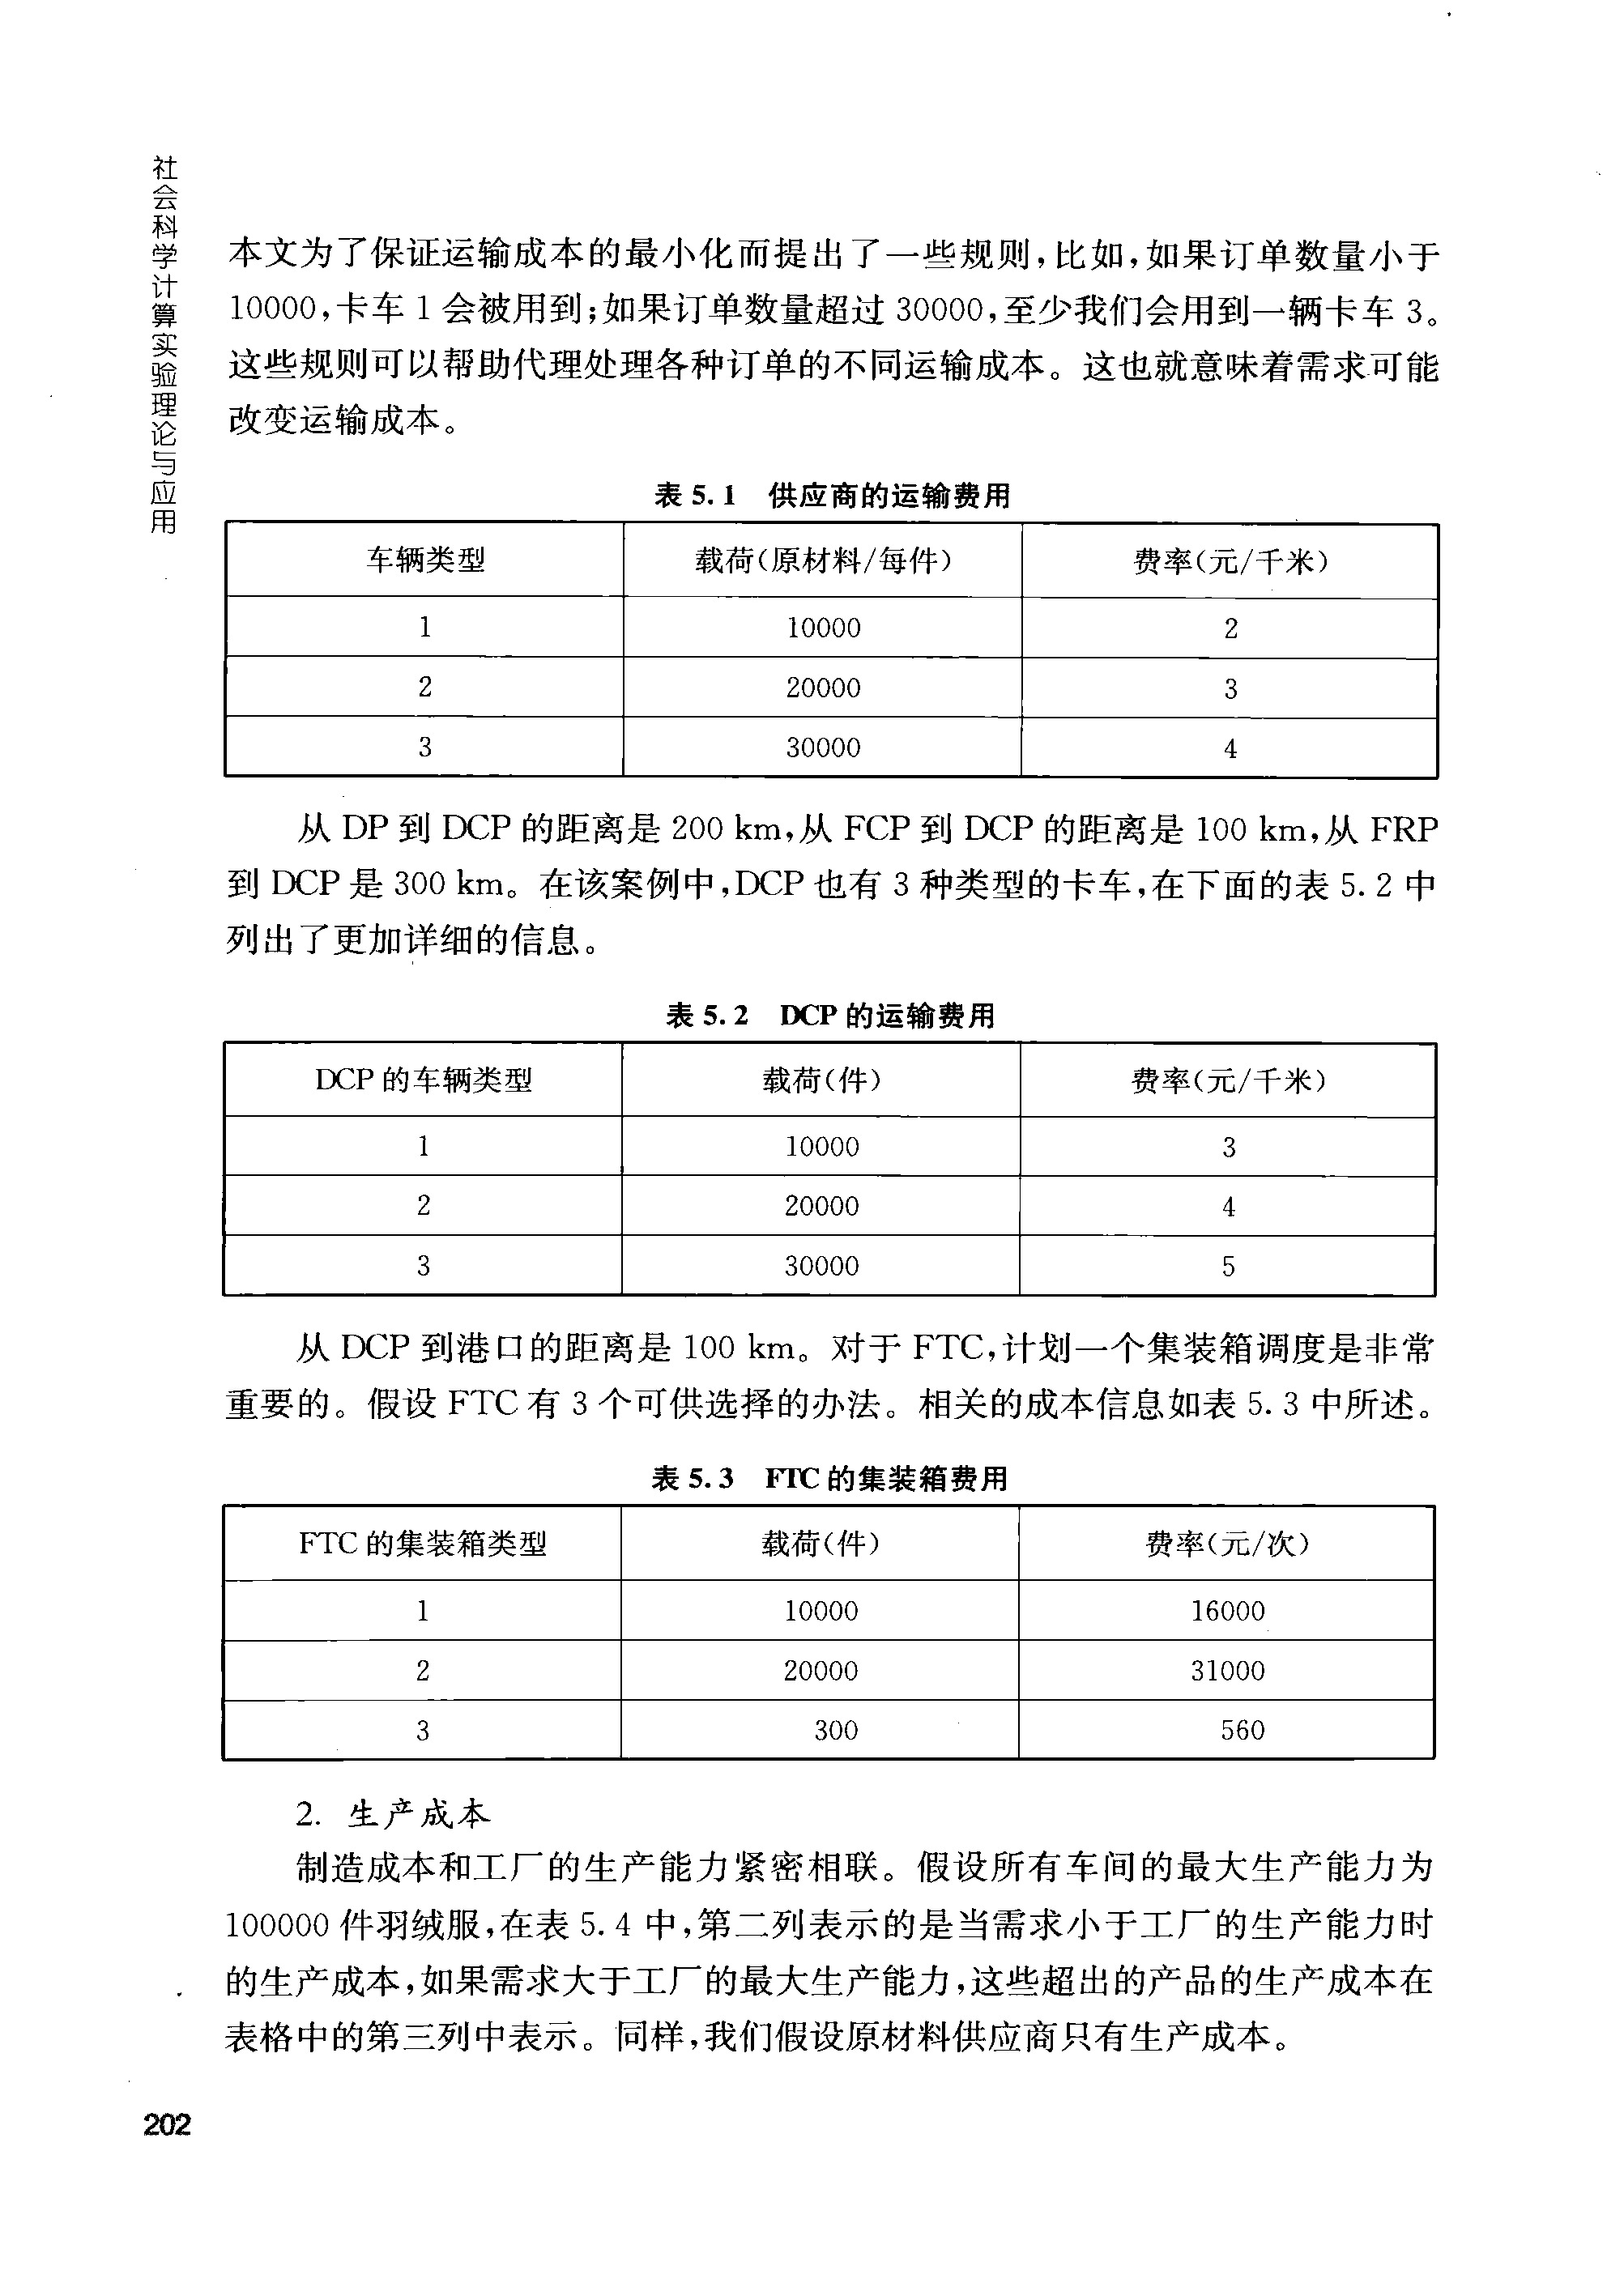 社会科学计算实验理论与应用
本文为了保证运输成本的最小化而提出了一些规则,比如,如果订单数量小于
10000,卡车 1 会被用到;如果订单数量超过 30000,至少我们会用到一辆卡车 3。
这些规则可以帮助代理处理各种订单的不同运输成本。这也就意味着需求可能
改变运输成本。
表 5.1 供应商的运输费用
车辆类型 载荷(原材料/每件) 费率(元/千米)
1 10000 2
2 20000 3
3 30000 4
从 DP 到 DCP 的距离是 200 km,从 FCP 到 DCP 的距离是 100 km,从 FRP
到 DCP 是 300 km。在该案例中,DCP 也有 3 种类型的卡车,在下面的表 5.2 中
列出了更加详细的信息。
表 5.2 DCP 的运输费用
DCP 的车辆类型 载荷(件) 费率(元/千米)
1 10000 3
2 20000 4
3 30000 5
从 DCP 到港口的距离是 100 km。对于 FTC,计划一个集装箱调度是非常
重要的。假设 FTC 有 3 个可供选择的办法。相关的成本信息如表 5.3 中所述。
表 5.3 FTC 的集装箱费用
FTC 的集装箱类型 载荷(件) 费率(元/次)
1 10000 16000
2 20000 31000
3 300 560
2. 生产成本
制造成本和工厂的生产能力紧密相联。假设所有车间的最大生产能力为
100000 件羽绒服,在表 5.4 中,第二列表示的是当需求小于工厂的生产能力时
的生产成本,如果需求大于工厂的最大生产能力,这些超出的产品的生产成本在
表格中的第三列中表示。同样,我们假设原材料供应商只有生产成本。
202